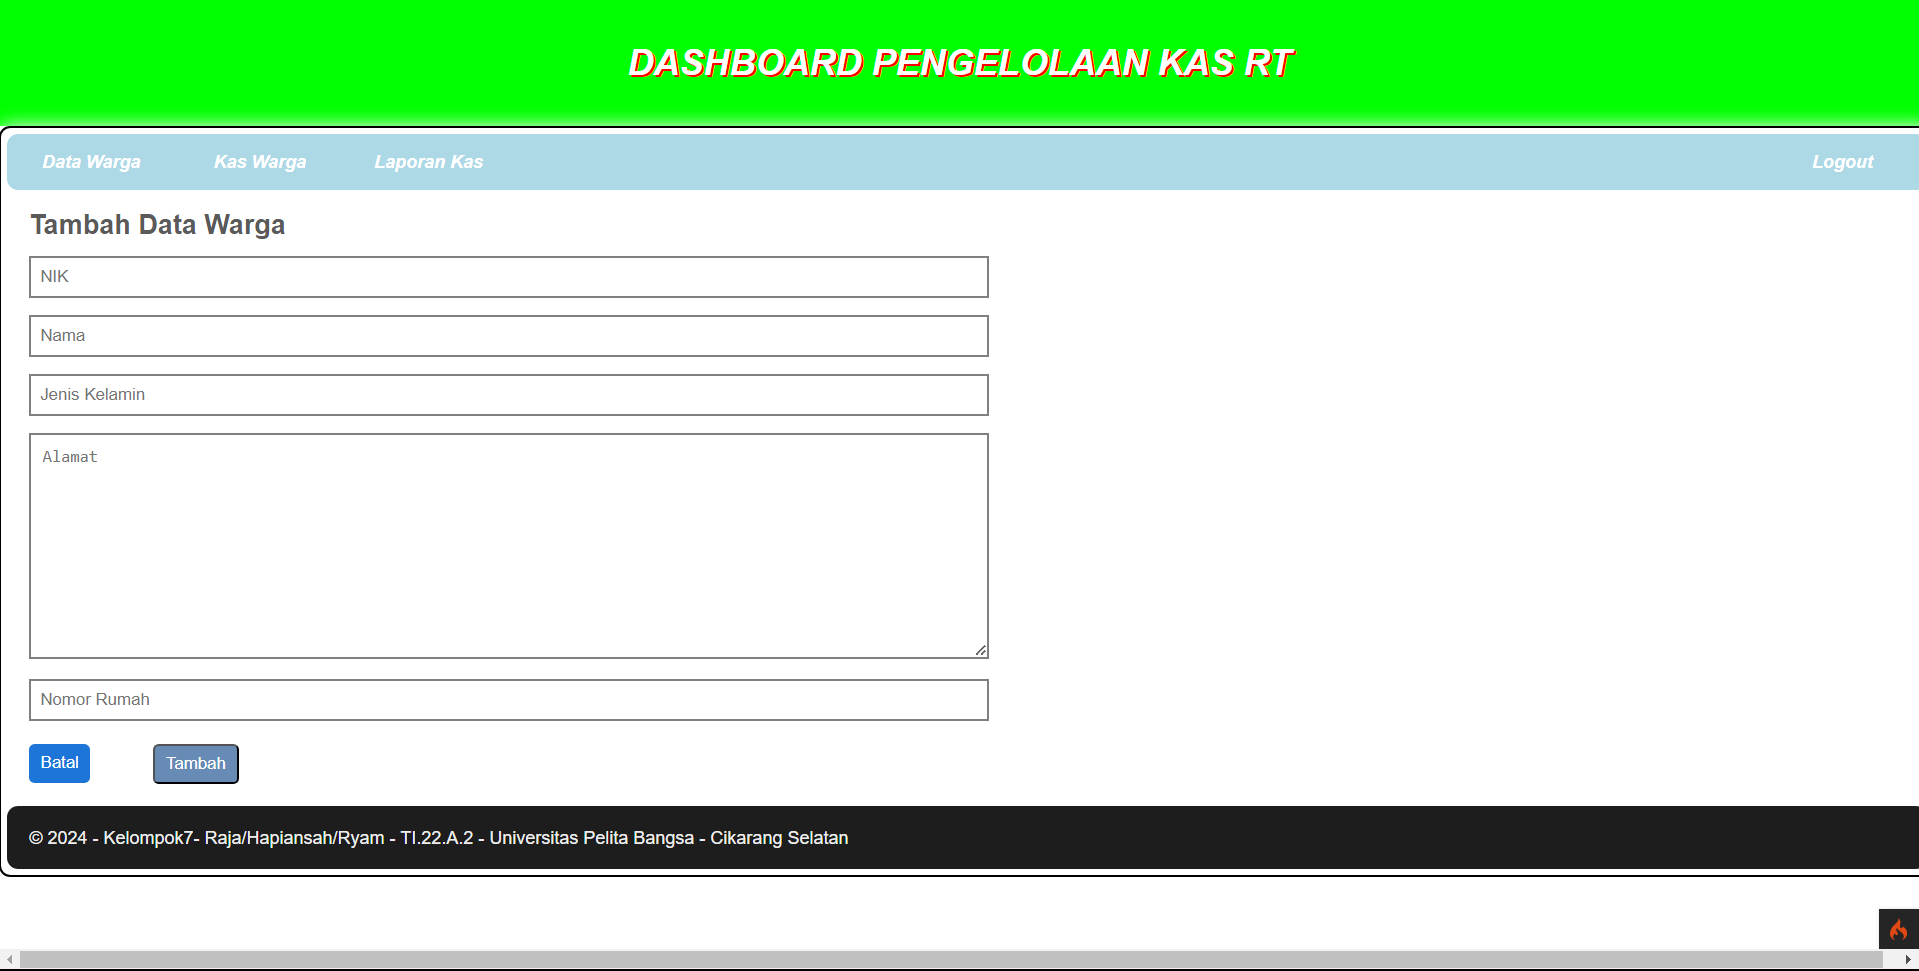 DASHBOARD PENGELOLAAN KAS RT
Data Warga Kas Warga Laporan Kas Logout
Tambah Data Warga
NIK
Nama
Jenis Kelamin
Alamat
Nomor Rumah
Batal Tambah
© 2024 - Kelompok7- Raja/Hapiansah/Ryam - TI.22.A.2 - Universitas Pelita Bangsa - Cikarang Selatan